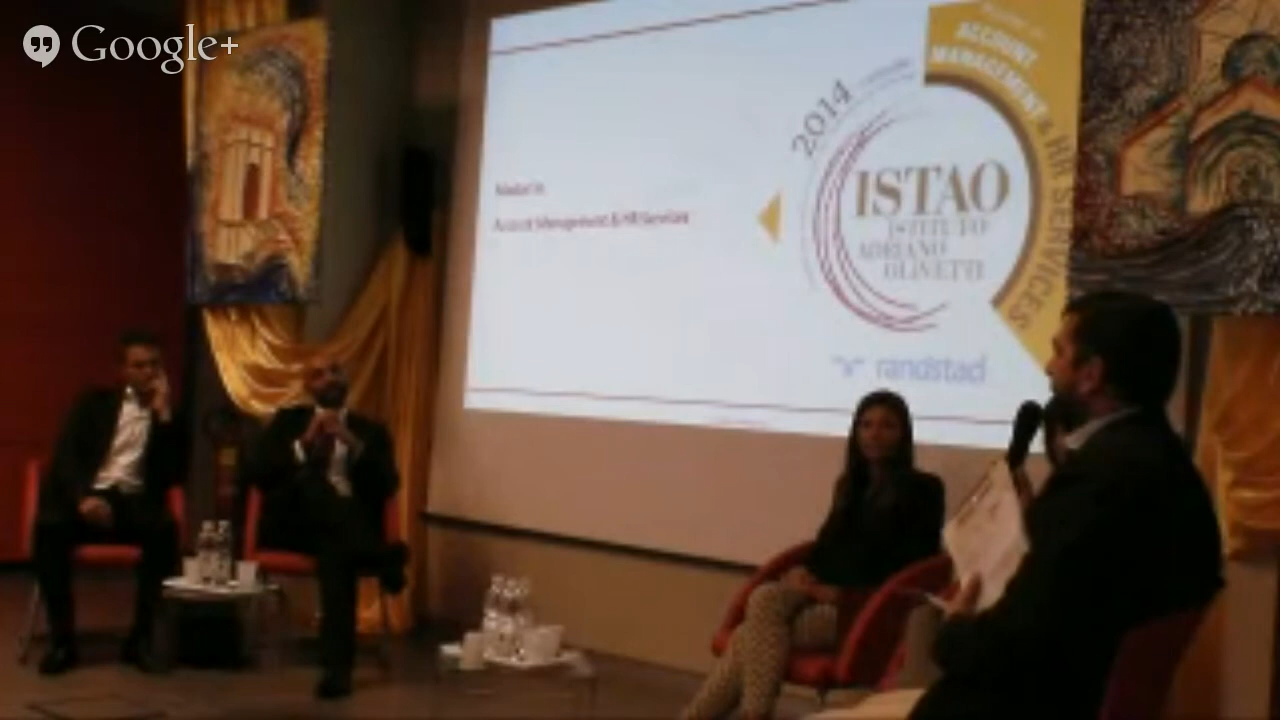 Google+
2014
ACCOUNT
MANAGEMENT & HR SERVICES
Master in
Account Management & HR Services
ISTAO
ISTITUTO
ADRIANO
OLIVETTI
randstad